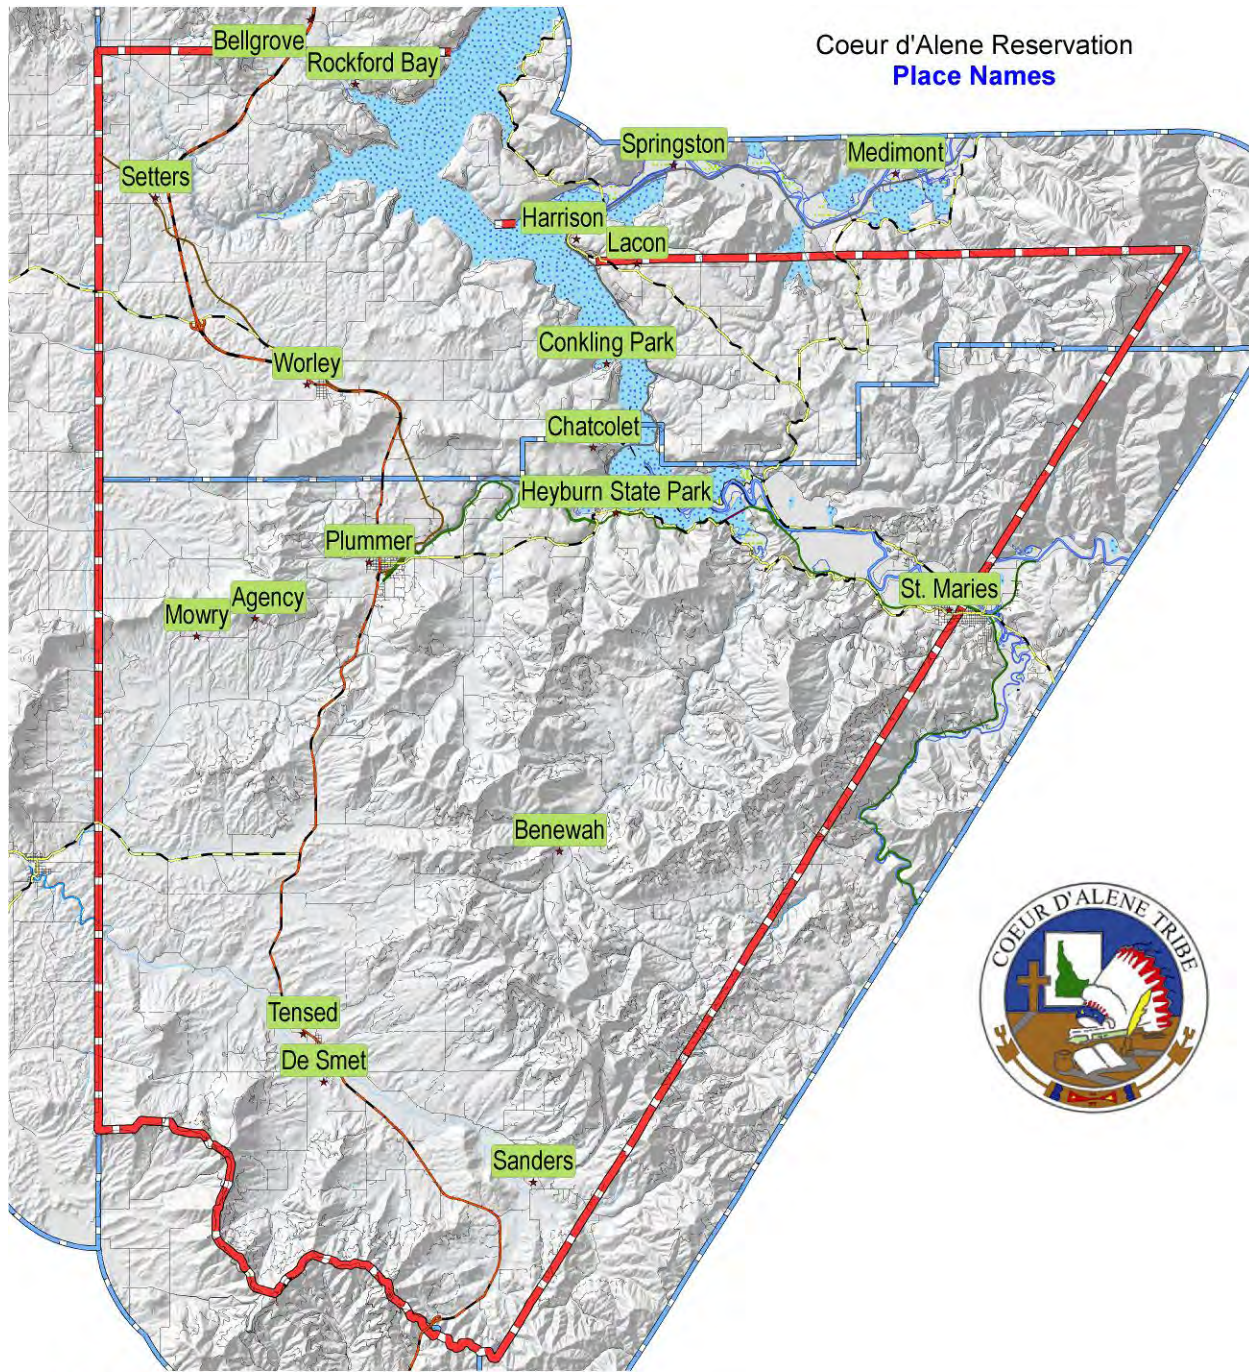 Coeur d'Alene Reservation
Place Names
Bellgrove
Rockford Bay
Springston
Medimont
Setters
Harrison
Lacon
Conkling Park
Worley
Chatcolet
Heyburn State Park
Plummer
St. Maries
Agency
Mowry
Benewah
COEUR D'ALENE TRIBE
Tensed
De Smet
Sanders